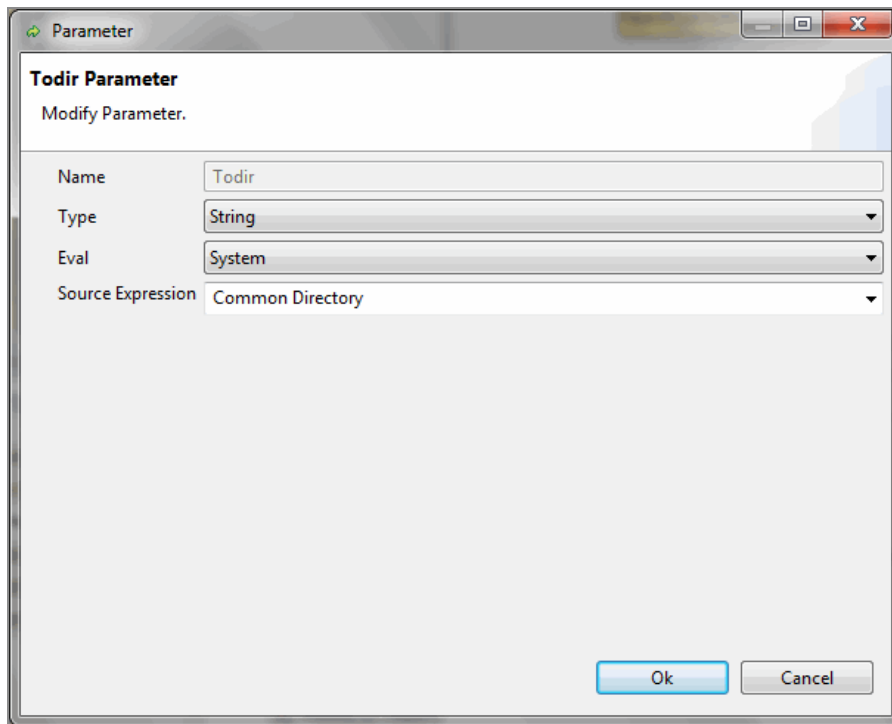 Parameter
Todir Parameter
Modify Parameter.
Name Todir
Type String
Eval System
Source Expression Common Directory
Ok Cancel